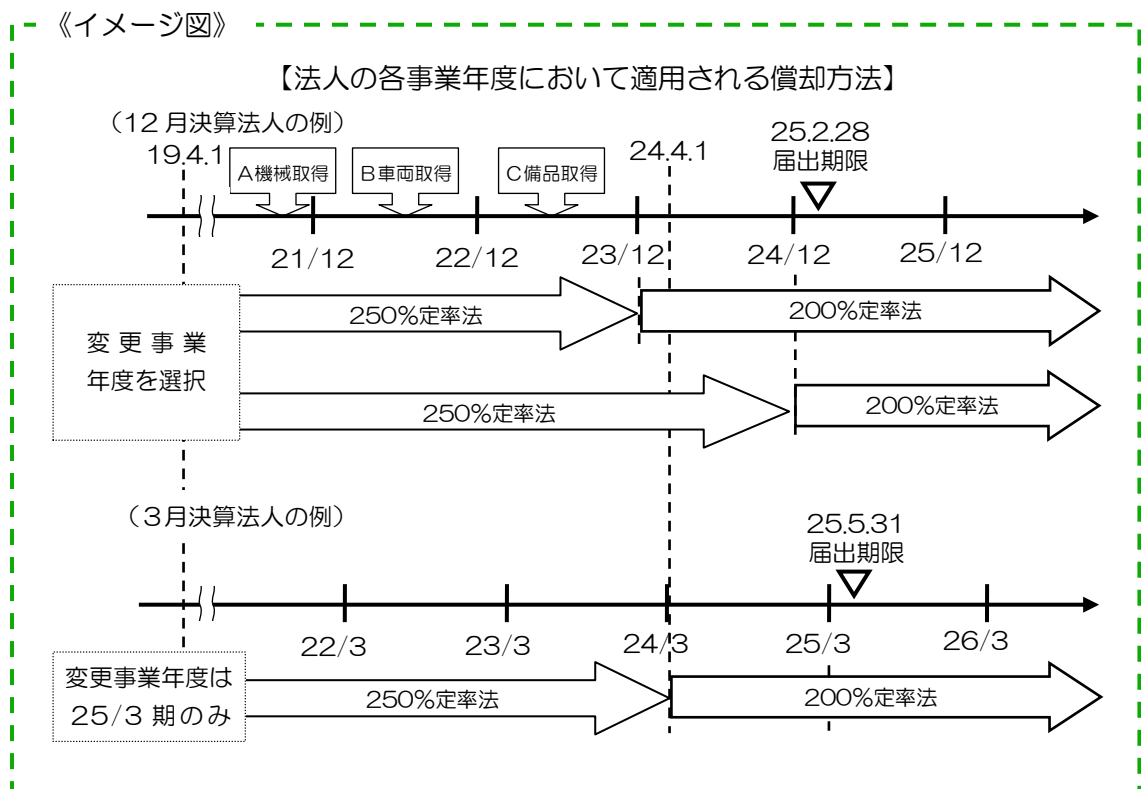 《イメージ図》
【法人の各事業年度において適用される償却方法】
（12月決算法人の例）
19.4.1
A機械取得
B車両取得
C備品取得
24.4.1
25.2.28
届出期限
21/12
22/12
23/12
24/12
25/12
変更事業
年度を選択
250%定率法
200%定率法
250%定率法
200%定率法
（3月決算法人の例）
25.5.31
届出期限
22/3
23/3
24/3
25/3
26/3
変更事業年度は
25/3期のみ
250%定率法
200%定率法